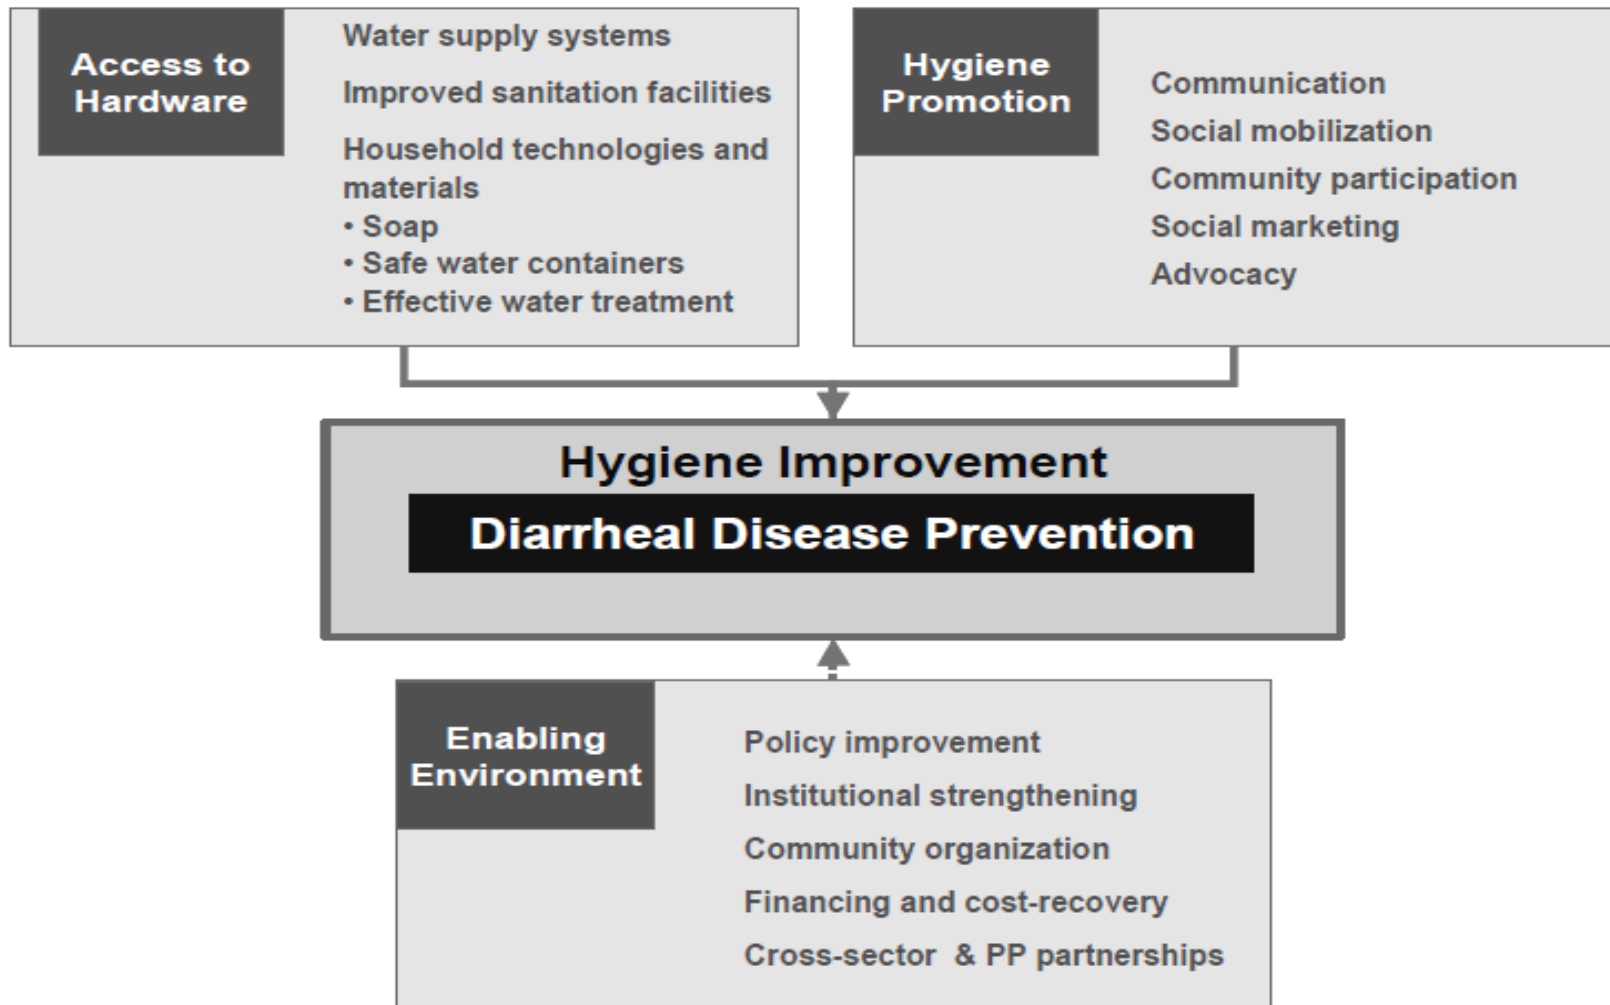 Access to
Hardware
Water supply systems
Improved sanitation facilities
Household technologies and
materials
• Soap
• Safe water containers
• Effective water treatment
Hygiene
Promotion
Communication
Social mobilization
Community participation
Social marketing
Advocacy
Hygiene Improvement
Diarrheal Disease Prevention
Enabling
Environment
Policy improvement
Institutional strengthening
Community organization
Financing and cost-recovery
Cross-sector & PP partnerships